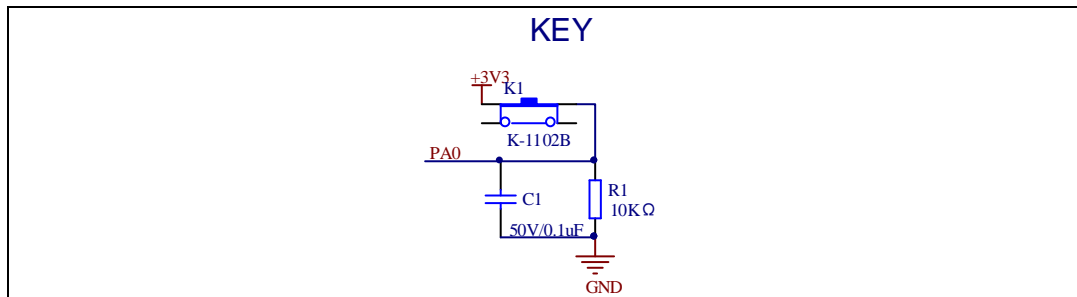 KEY
+3V3
K1
K-1102B
PA0
C1
R1
10KΩ
50V/0.1uF
GND